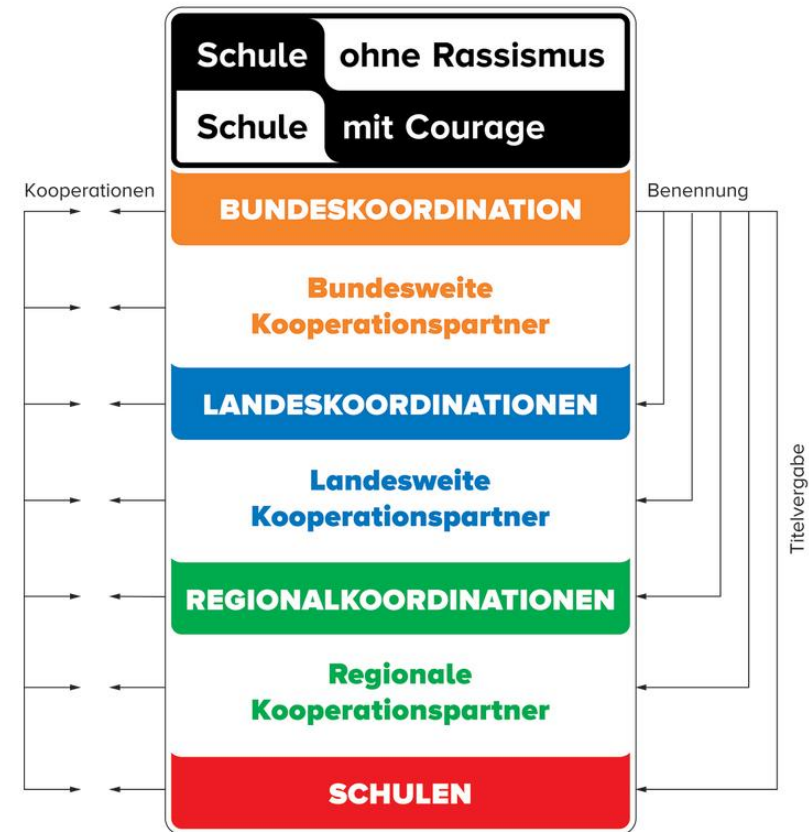 Schule ohne Rassismus
Schule mit Courage
Kooperationen
Benennung
BUNDESKOORDINATION
Bundesweite
Kooperationspartner
LANDESKOORDINATIONEN
Landesweite
Kooperationspartner
Titelvergabe
REGIONALKOORDINATIONEN
Regionale
Kooperationspartner
SCHULEN